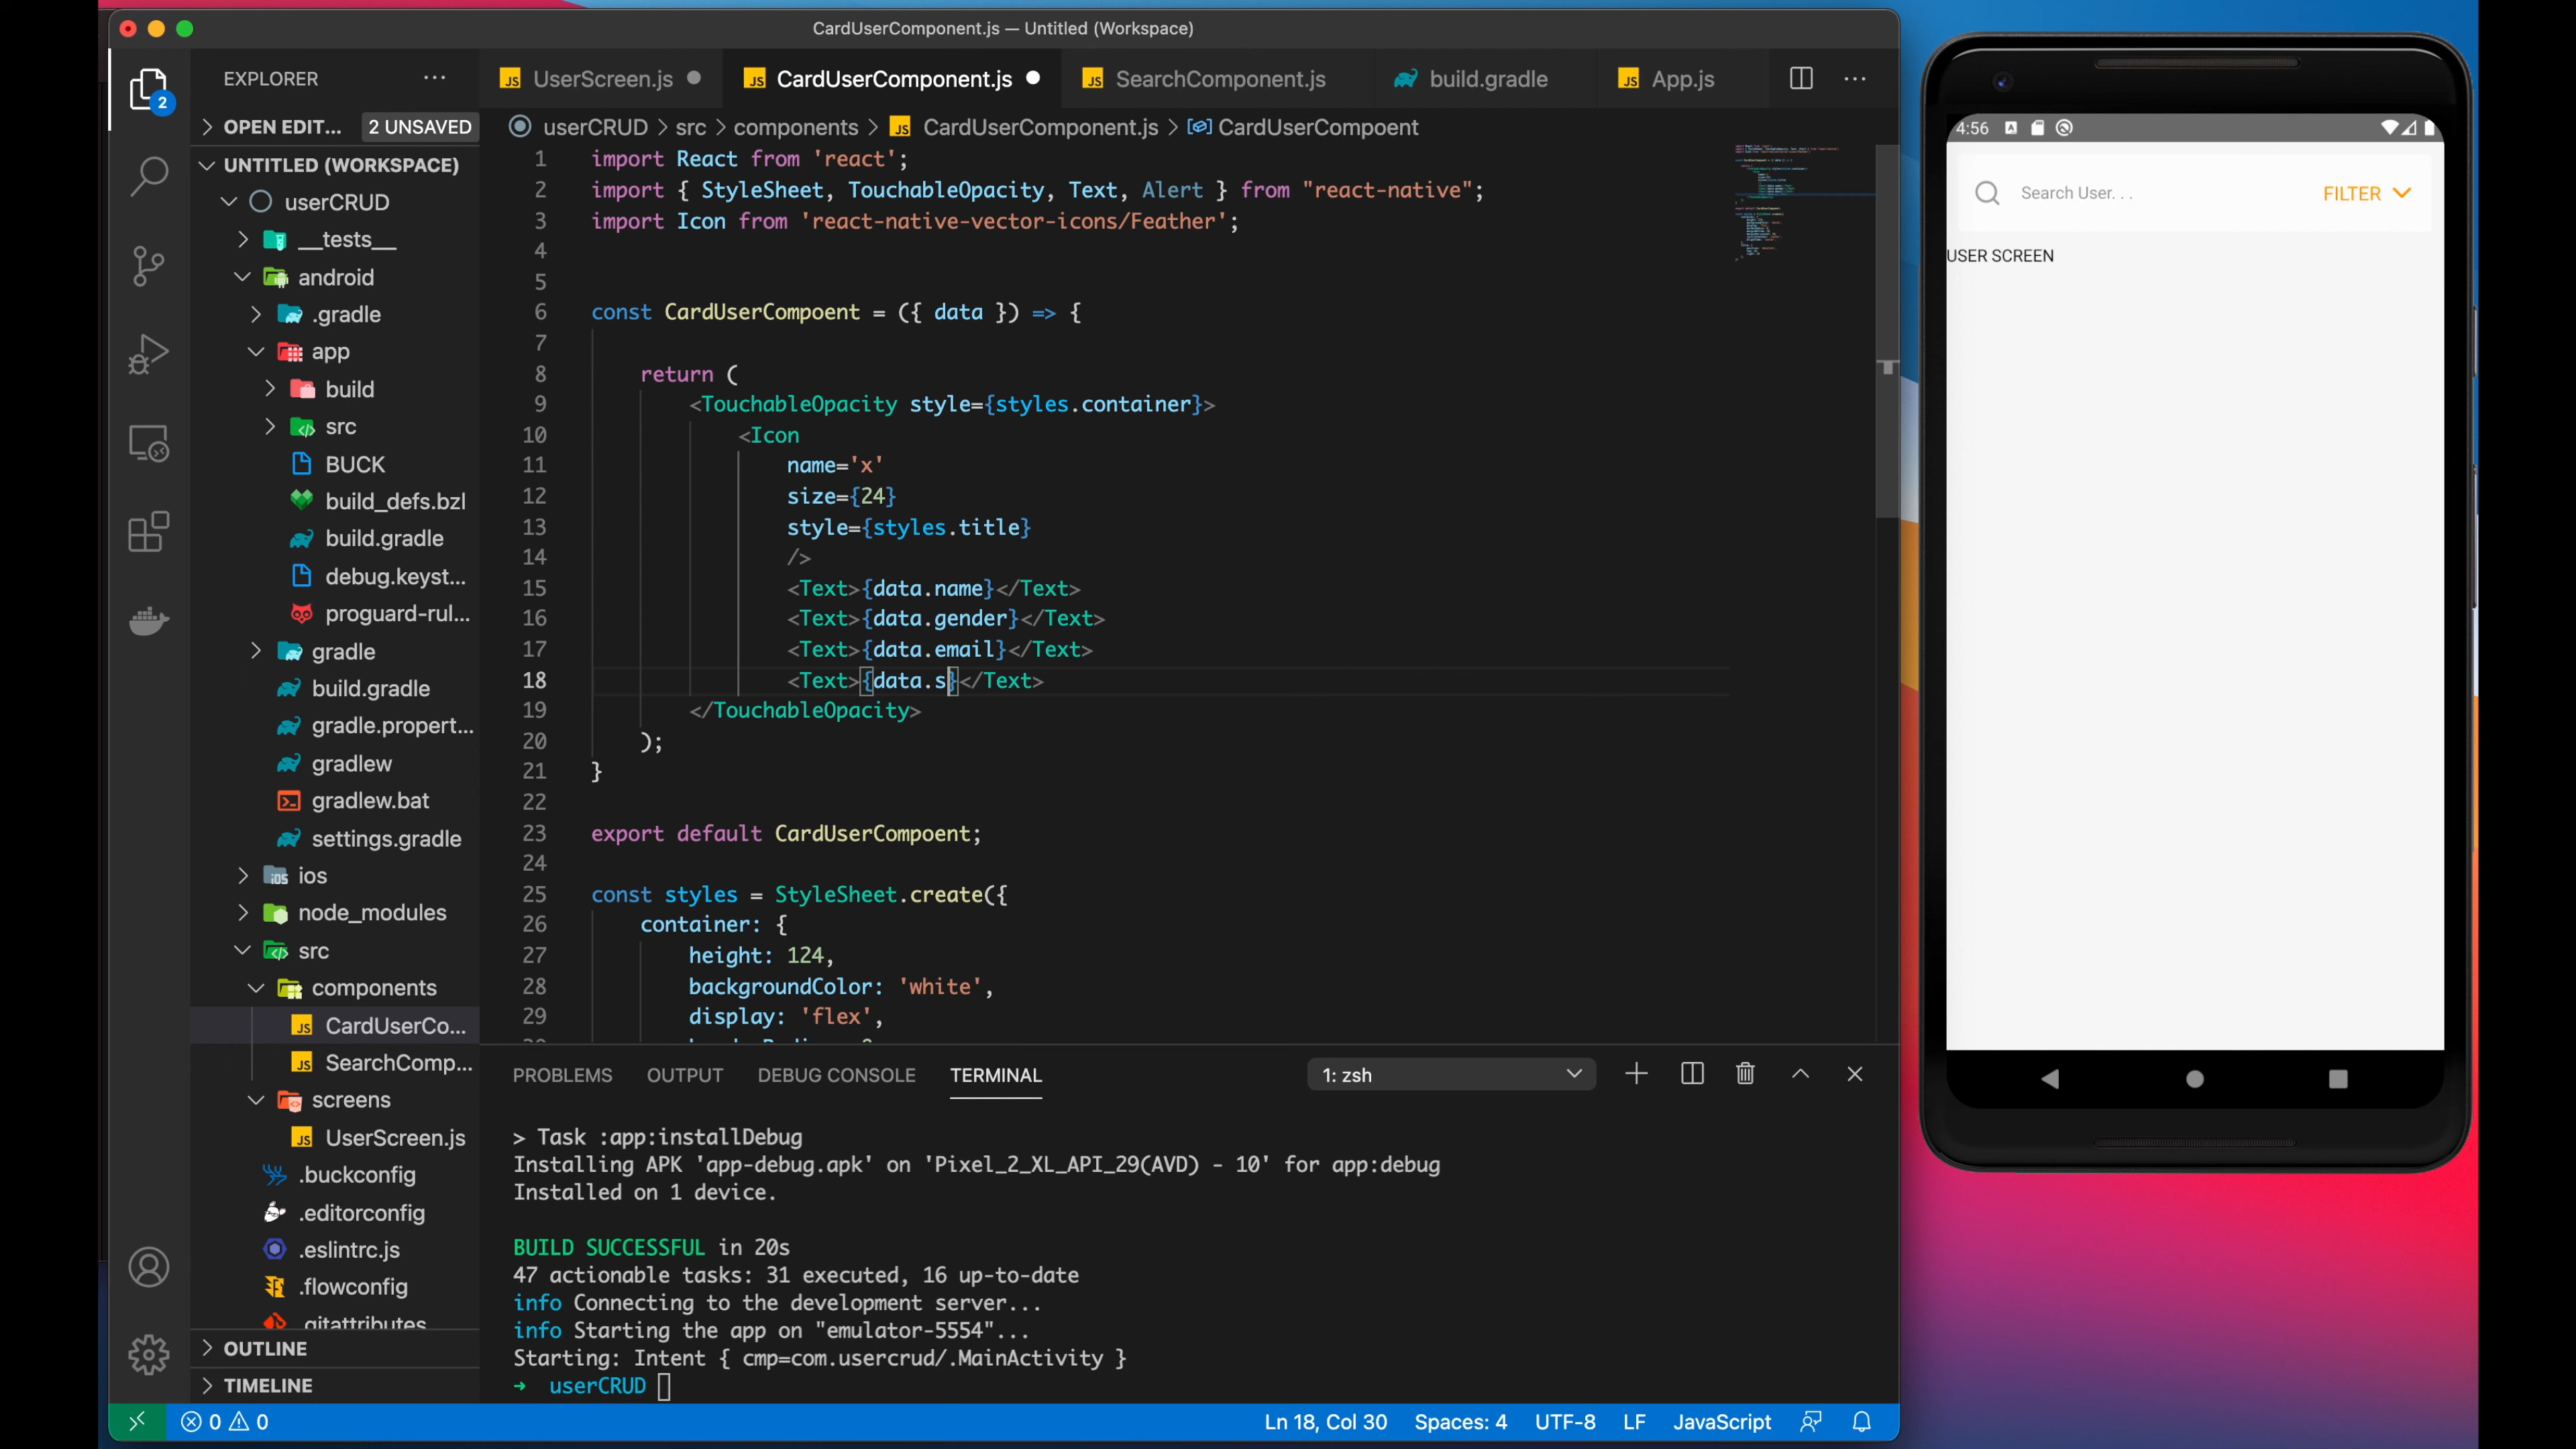 CardUserComponent.js — Untitled (Workspace)
EXPLORER
UserScreen.js
CardUserComponent.js
SearchComponent.js
build.gradle
App.js
2
OPEN EDIT...
2 UNSAVED
userCRUD > src > components > CardUserComponent.js > CardUserCompoent
UNTITLED (WORKSPACE)
userCRUD
__tests__
android
.gradle
app
build
src
BUCK
build_defs.bzl
build.gradle
debug.keyst...
proguard-rul...
gradle
build.gradle
gradle.propert...
gradlew
gradlew.bat
settings.gradle
ios
node_modules
src
components
CardUserCo...
SearchComp...
screens
UserScreen.js
.buckconfig
.editorconfig
.eslintrc.js
.flowconfig
.gitattributes
OUTLINE
TIMELINE
1 import React from 'react';
2 import { StyleSheet, TouchableOpacity, Text, Alert } from "react-native";
3 import Icon from 'react-native-vector-icons/Feather';
4
5
6 const CardUserCompoent = ({ data }) => {
7
8 return (
9 <TouchableOpacity style={styles.container}>
10 <Icon
11 name='x'
12 size={24}
13 style={styles.title}
14 />
15 <Text>{data.name}</Text>
16 <Text>{data.gender}</Text>
17 <Text>{data.email}</Text>
18 <Text>{data.s}</Text>
19 </TouchableOpacity>
20 );
21 }
22
23 export default CardUserCompoent;
24
25 const styles = StyleSheet.create({
26 container: {
27 height: 124,
28 backgroundColor: 'white',
29 display: 'flex',
PROBLEMS OUTPUT DEBUG CONSOLE TERMINAL
1: zsh
> Task :app:installDebug
Installing APK 'app-debug.apk' on 'Pixel_2_XL_API_29(AVD) - 10' for app:debug
Installed on 1 device.
BUILD SUCCESSFUL in 20s
47 actionable tasks: 31 executed, 16 up-to-date
info Connecting to the development server...
info Starting the app on "emulator-5554"...
Starting: Intent { cmp=com.usercrud/.MainActivity }
→ userCRUD
0 0
Ln 18, Col 30
Spaces: 4
UTF-8
LF
JavaScript
4:56
Search User. . .
FILTER
USER SCREEN